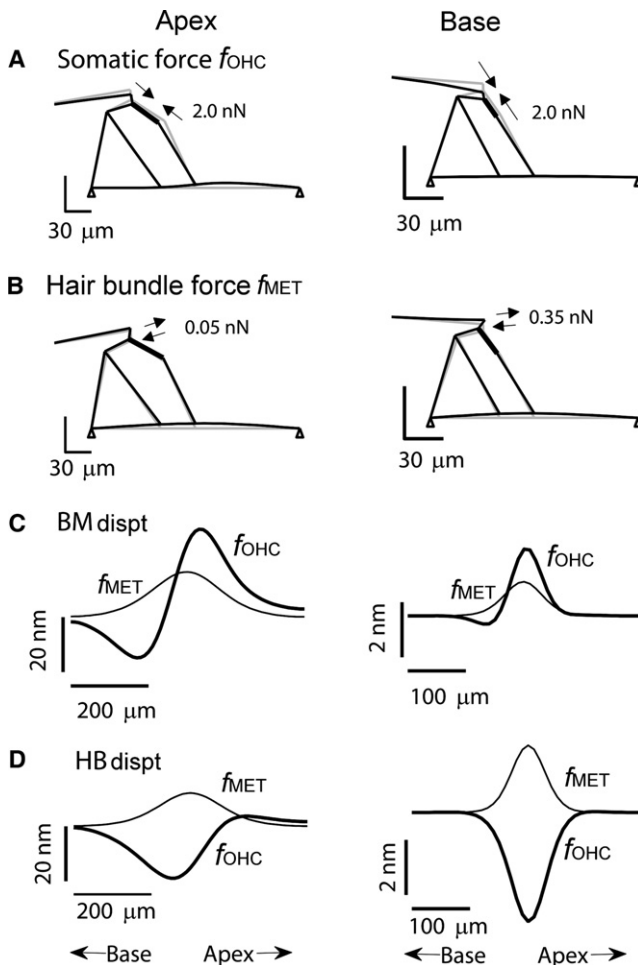 Apex Base
A Somatic force fOHC
2.0 nN 2.0 nN
30 μm 30 μm
B Hair bundle force fMET
0.05 nN 0.35 nN
30 μm 30 μm
C BM dispt
fOHC fOHC
fMET fMET
20 nm 2 nm
200 μm 100 μm
D HB dispt
fMET fMET
fOHC fOHC
20 nm 2 nm
200 μm 100 μm
Base Apex Base Apex